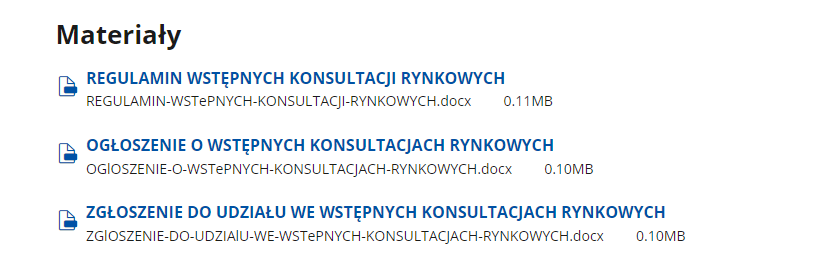 Materiały
REGULAMIN WSTĘPNYCH KONSULTACJI RYNKOWYCH
REGULAMIN-WSTePNYCH-KONSULTACJI-RYNKOWYCH.docx 0.11MB
OGŁOSZENIE O WSTĘPNYCH KONSULTACJACH RYNKOWYCH
OGlOSZENIE-O-WSTePNYCH-KONSULTACJACH-RYNKOWYCH.docx 0.10MB
ZGŁOSZENIE DO UDZIAŁU WE WSTĘPNYCH KONSULTACJACH RYNKOWYCH
ZGlOSZENIE-DO-UDZIAlU-WE-WSTePNYCH-KONSULTACJACH-RYNKOWYCH.docx 0.10MB